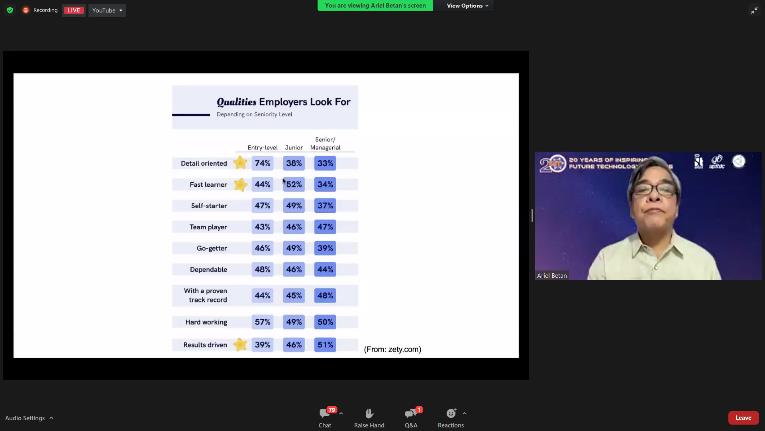 Recording
LIVE
YouTube
You are viewing Ariel Betan's screen
View Options
Qualities Employers Look For
Depending on Seniority Level
Entry-level Junior Senior/
Managerial
Detail oriented 74% 38% 33%
Fast learner 44% 52% 34%
Self-starter 47% 49% 37%
Team player 43% 46% 47%
Go-getter 46% 49% 39%
Dependable 48% 46% 44%
With a proven
track record 44% 45% 48%
Hard working 57% 49% 50%
Results driven 39% 46% 51%
(From: zety.com)
20 YEARS OF INSPIRING
FUTURE TECHNOLOGY
Ariel Betan
Audio Settings
79
Chat
Raise Hand
1
Q&A
Reactions
Leave